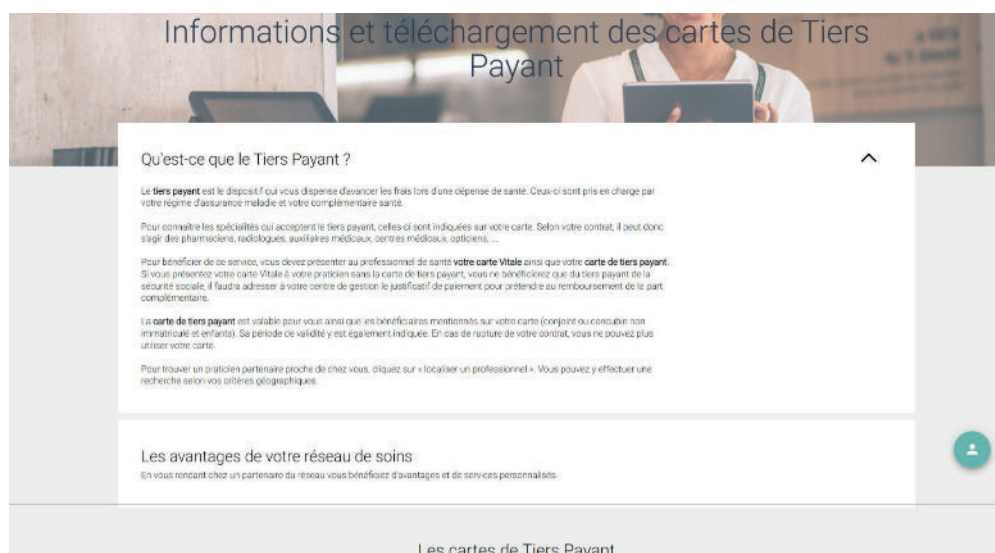 Informations et téléchargement des cartes de Tiers
Payant
Qu'est-ce que le Tiers Payant ?
Le tiers payant est le dispositif qui vous dispense d'avancer les frais lors d'une dépense de santé. Ceux-ci sont pris en charge par
votre régime d'assurance maladie et votre complémentaire santé.
Pour connaître les spécialités qui acceptent le tiers payant, celles-ci sont indiquées sur votre carte. Selon votre contrat, il peut donc
s'agir des pharmaciens, radiologues, auxiliaires médicaux, centres médicaux, opticiens, ...
Pour bénéficier de ce service, vous devez présenter au professionnel de santé votre carte Vitale ainsi que votre carte de tiers payant.
Si vous présentez votre carte Vitale à votre praticien sans la carte de tiers payant, vous ne bénéficierez que du tiers payant de la
sécurité sociale, il faudra adresser à votre centre de gestion le justificatif de paiement pour prétendre au remboursement de la part
complémentaire.
La carte de tiers payant est valable pour vous ainsi que les bénéficiaires mentionnés sur votre carte (conjoint ou concubin non
immatriculé et enfants). Sa période de validité y est également indiquée. En cas de rupture de votre contrat, vous ne pouvez plus
utiliser votre carte.
Pour trouver un praticien partenaire proche de chez vous, cliquez sur « localiser un professionnel ». Vous pouvez y effectuer une
recherche selon vos critères géographiques.
Les avantages de votre réseau de soins
En vous rendant chez un partenaire du réseau vous bénéficiez d'avantages et de services personnalisés.
Les cartes de Tiers Payant